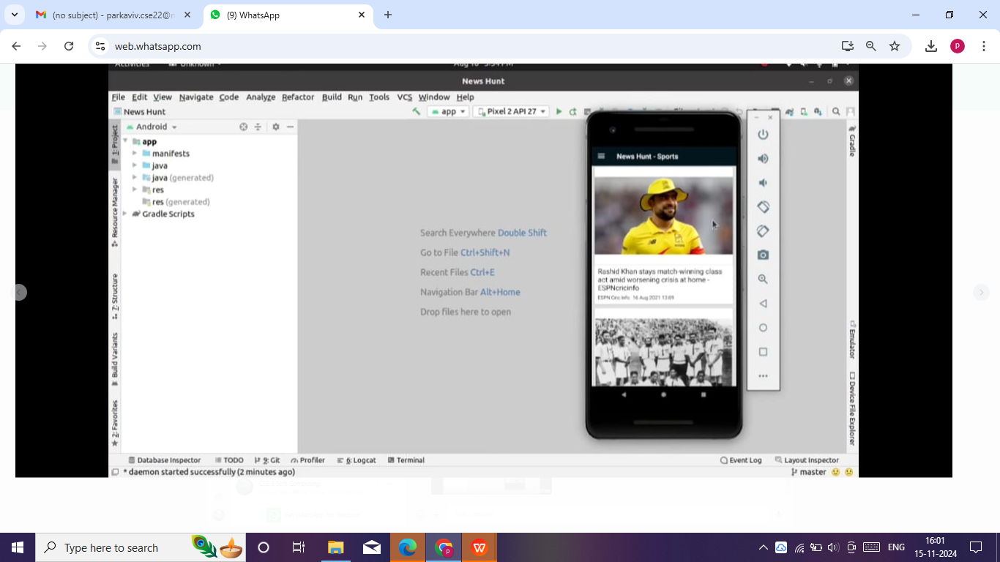 (no subject) - parkaviv.cse22@n
(9) WhatsApp
web.whatsapp.com
P
Activities
Unknown
News Hunt
File Edit View Navigate Code Analyze Refactor Build Run Tools VCS Window Help
News Hunt
app
Pixel 2 API 27
1: Project
Resource Manager
7: Structure
Build Variants
2: Favorites
Android
app
manifests
java
java (generated)
res
res (generated)
Gradle Scripts
Search Everywhere Double Shift
Go to File Ctrl+Shift+N
Recent Files Ctrl+E
Navigation Bar Alt+Home
Drop files here to open
News Hunt - Sports
Rashid Khan stays match-winning class
act amid worsening crisis at home -
ESPNcricinfo
ESPN Cric Info 16 Aug 2021 13:09
Gradle
Emulator
Device File Explorer
Database Inspector TODO 9: Git Profiler 6: Logcat Terminal
Event Log Layout Inspector
* daemon started successfully (2 minutes ago)
master
Type here to search
ENG
16:01
15-11-2024